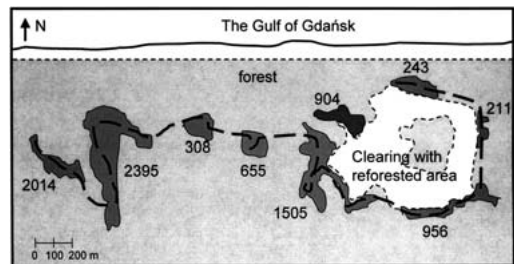 N
The Gulf of Gdańsk
forest
243
904
211
308
655
2395
2014
Clearing with
reforested area
1505
956
0 100 200 m